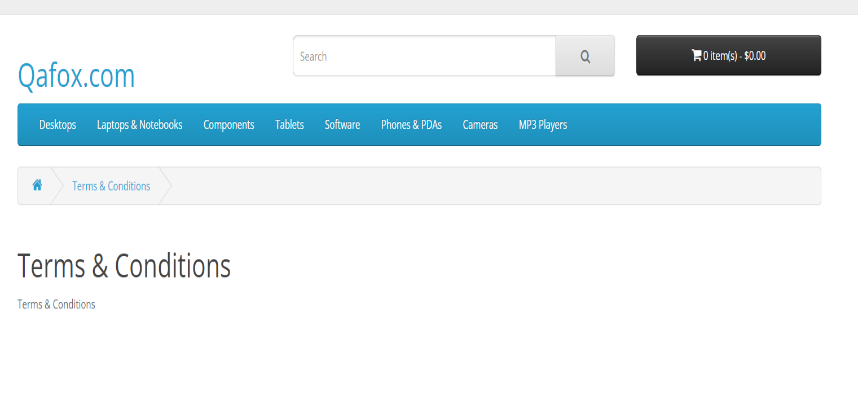 Search
0 item(s) - $0.00
Qafox.com
Desktops Laptops & Notebooks Components Tablets Software Phones & PDAs Cameras MP3 Players
Terms & Conditions
Terms & Conditions
Terms & Conditions